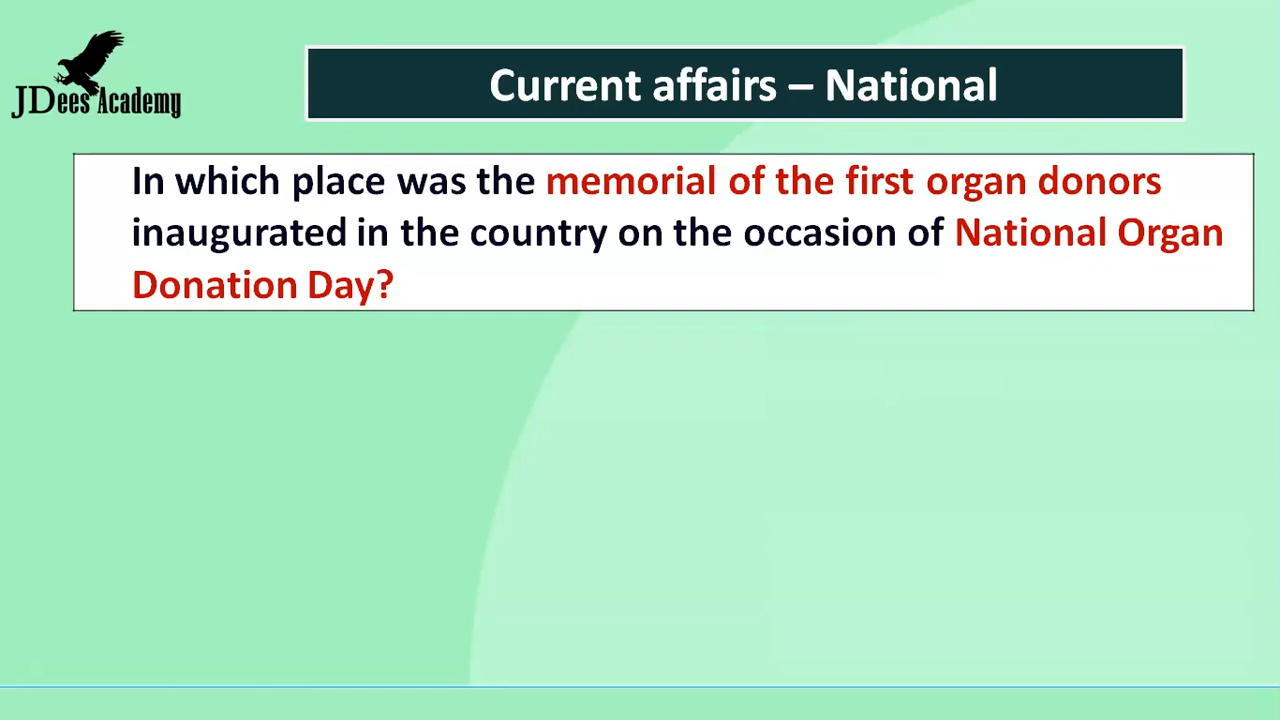 JDees Academy
Current affairs – National
In which place was the memorial of the first organ donors
inaugurated in the country on the occasion of National Organ
Donation Day?